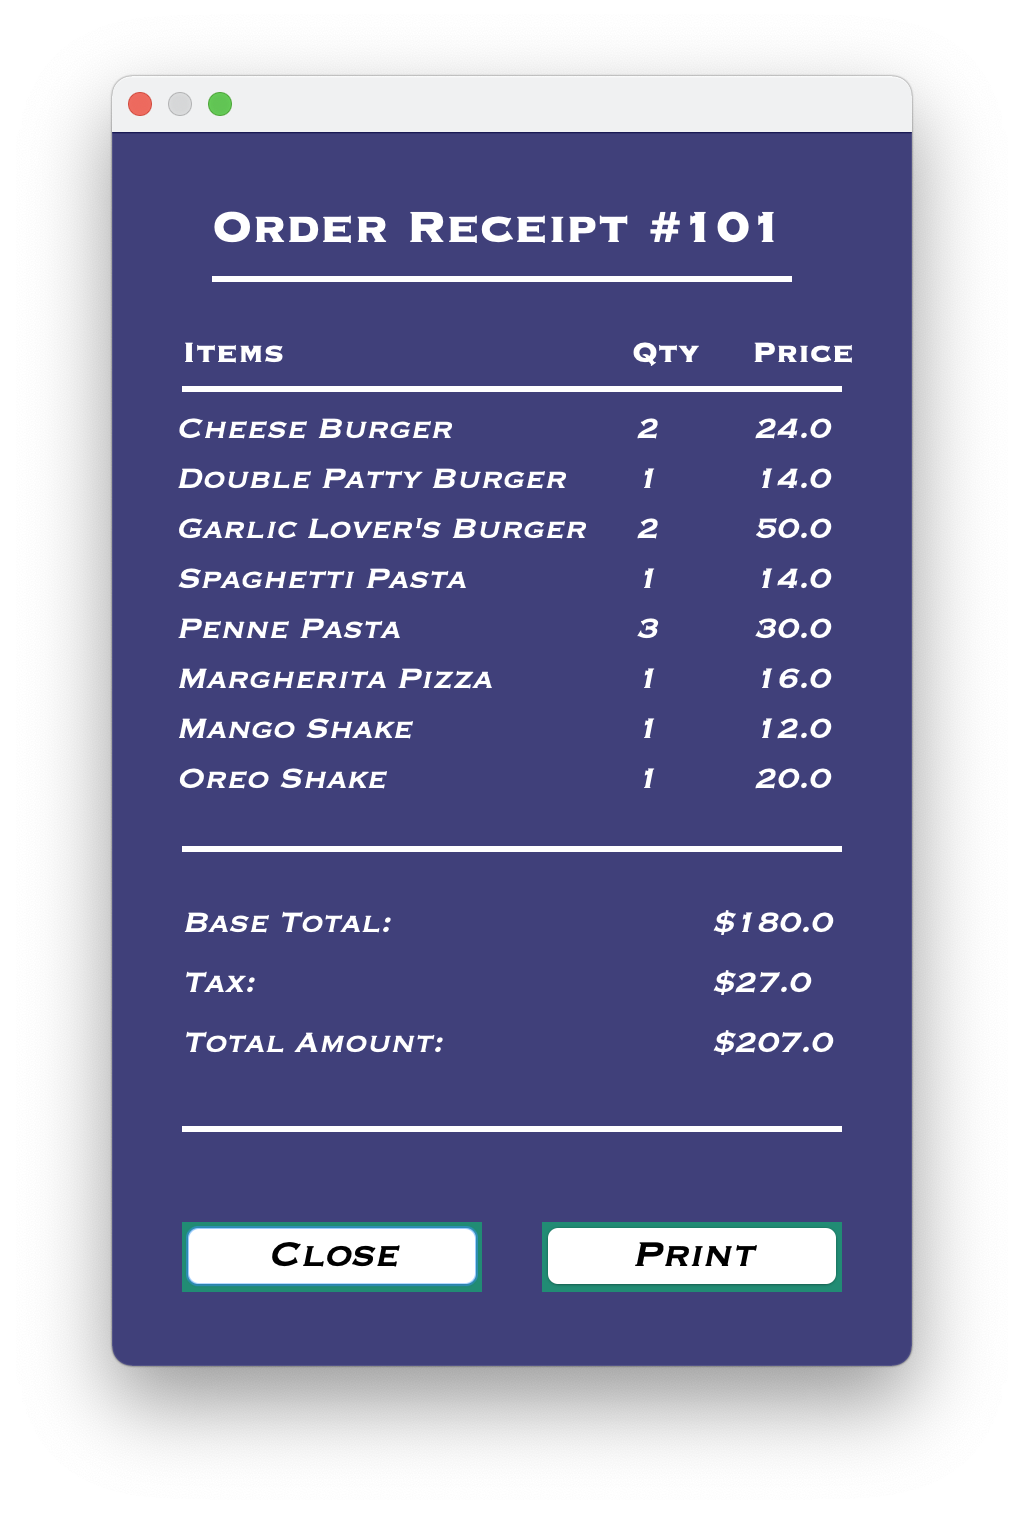 Order Receipt #101
Items Qty Price
Cheese Burger 2 24.0
Double Patty Burger 1 14.0
Garlic Lover's Burger 2 50.0
Spaghetti Pasta 1 14.0
Penne Pasta 3 30.0
Margherita Pizza 1 16.0
Mango Shake 1 12.0
Oreo Shake 1 20.0
Base Total: $180.0
Tax: $27.0
Total Amount: $207.0
Close Print